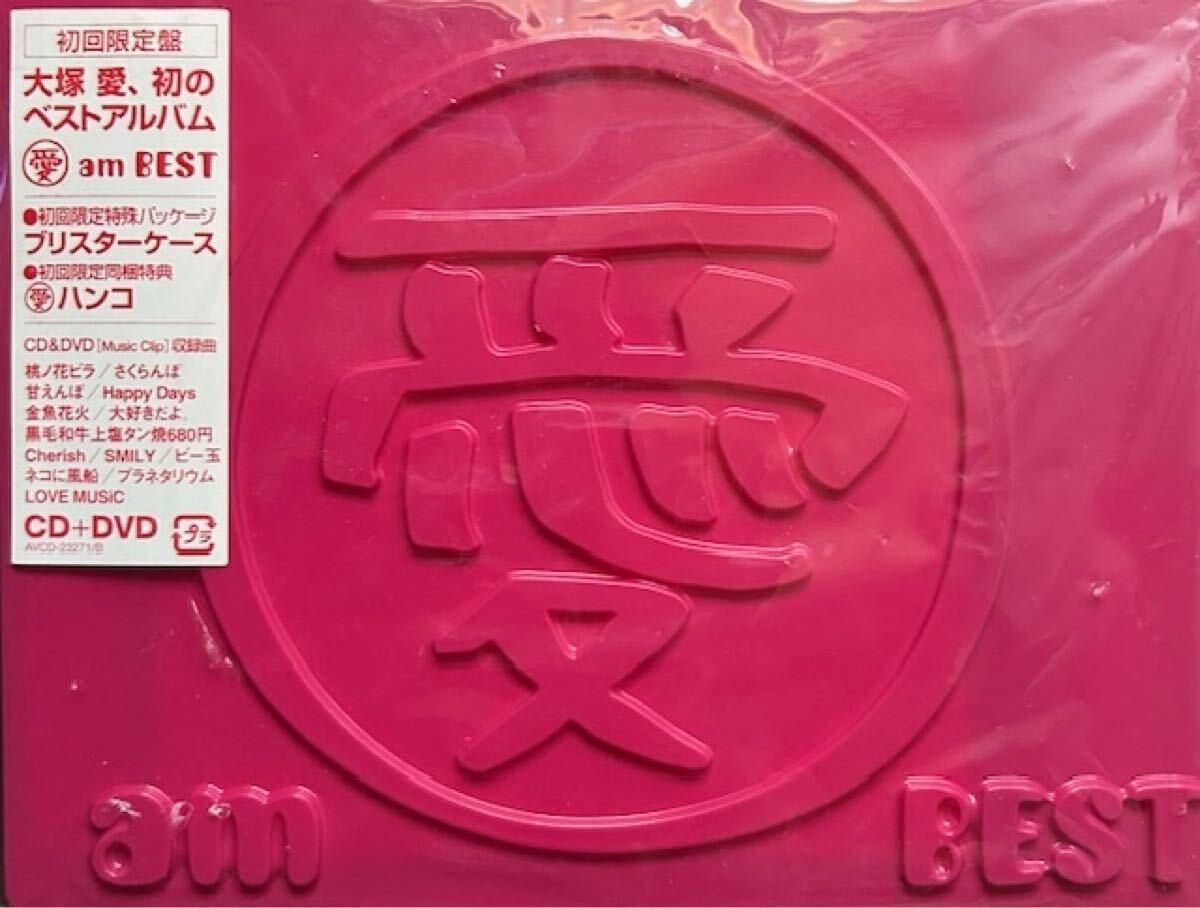 初回限定盤
大塚 愛、初の
ベストアルバム
愛 am BEST
●初回限定特殊パッケージ
ブリスターケース
●初回限定同梱特典
愛ハンコ
CD&DVD [Music Clip] 収録曲
桃ノ花ビラ／さくらんぼ
甘えんぼ／Happy Days
金魚花火／大好きだよ。
黒毛和牛上塩タン焼680円
Cherish／SMILY／ビー玉
ネコに風船／プラネタリウム
LOVE MUSiC
CD+DVD プラ
AVCD-23271/B
愛
am BEST